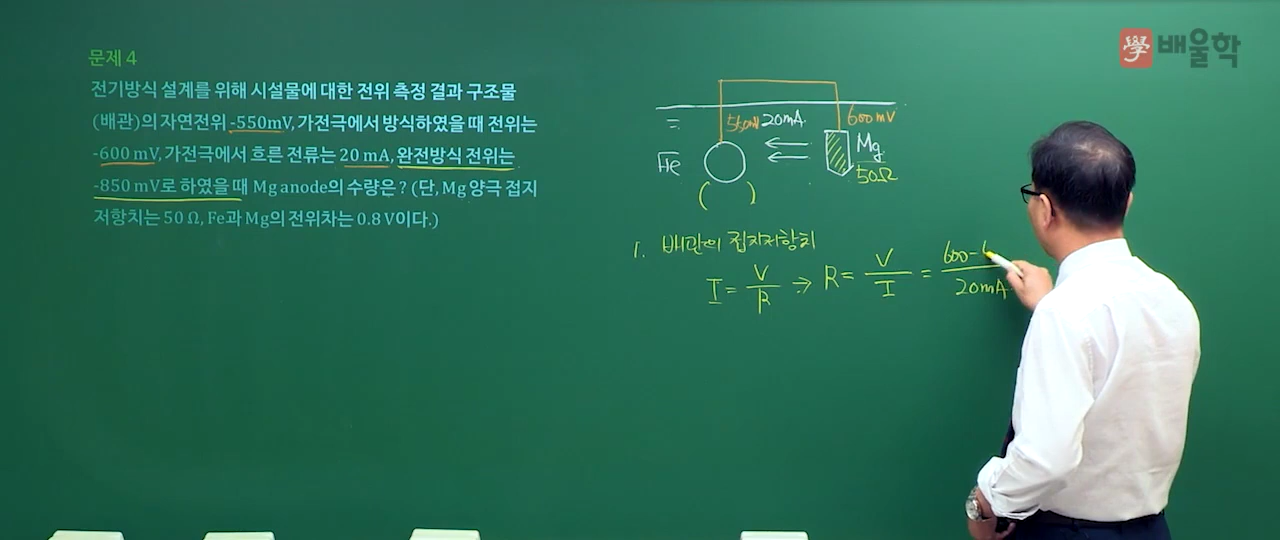 學 배울학
문제 4
전기방식 설계를 위해 시설물에 대한 전위 측정 결과 구조물
(배관)의 자연전위 -550mV, 가전극에서 방식하였을 때 전위는
-600 mV, 가전극에서 흐른 전류는 20 mA, 완전방식 전위는
-850 mV로 하였을 때 Mg anode의 수량은? (단, Mg 양극 접지
저항치는 50 Ω, Fe과 Mg의 전위차는 0.8 V이다.)
550mV 20mA 600mV
Fe
Mg
50Ω
( )
1. 배관의 접지저항치
I = V/R → R = V/I = 600-/20mA